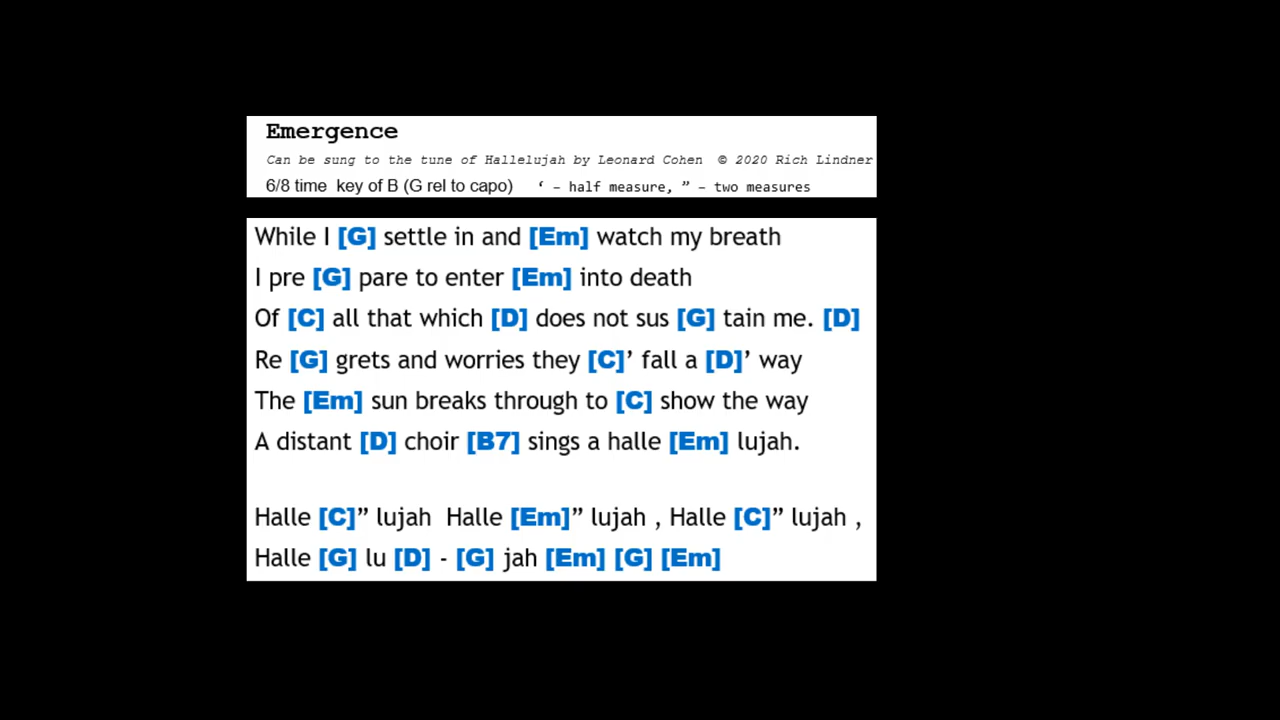 Emergence
Can be sung to the tune of Hallelujah by Leonard Cohen © 2020 Rich Lindner
6/8 time key of B (G rel to capo) ‘ – half measure, ” – two measures
While I [G] settle in and [Em] watch my breath
I pre [G] pare to enter [Em] into death
Of [C] all that which [D] does not sus [G] tain me. [D]
Re [G] grets and worries they [C]’ fall a [D]’ way
The [Em] sun breaks through to [C] show the way
A distant [D] choir [B7] sings a halle [Em] lujah.
Halle [C]” lujah Halle [Em]” lujah , Halle [C]” lujah ,
Halle [G] lu [D] - [G] jah [Em] [G] [Em]